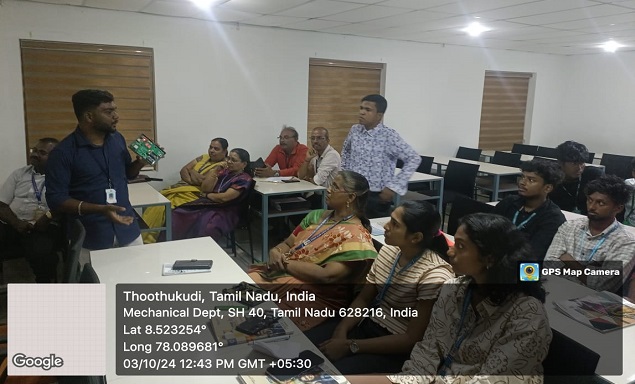 GPS Map Camera
Thoothukudi, Tamil Nadu, India
Mechanical Dept, SH 40, Tamil Nadu 628216, India
Lat 8.523254°
Long 78.089681°
03/10/24 12:43 PM GMT +05:30
Google